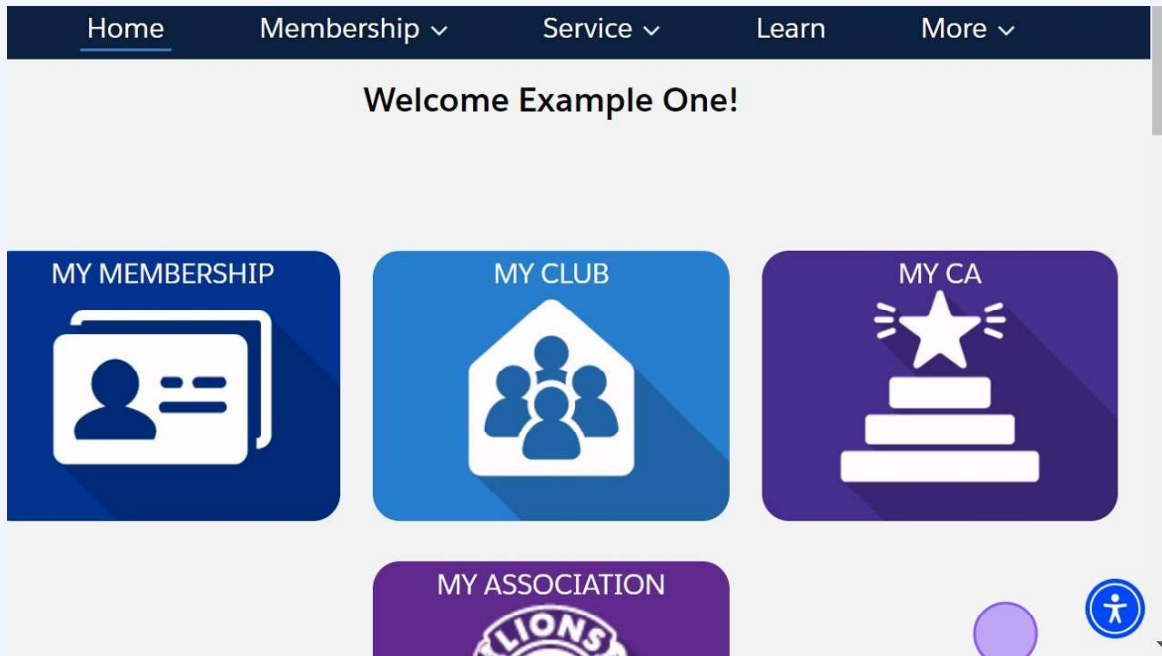 Home Membership Service Learn More
Welcome Example One!
MY MEMBERSHIP MY CLUB MY CA
MY ASSOCIATION
LIONS